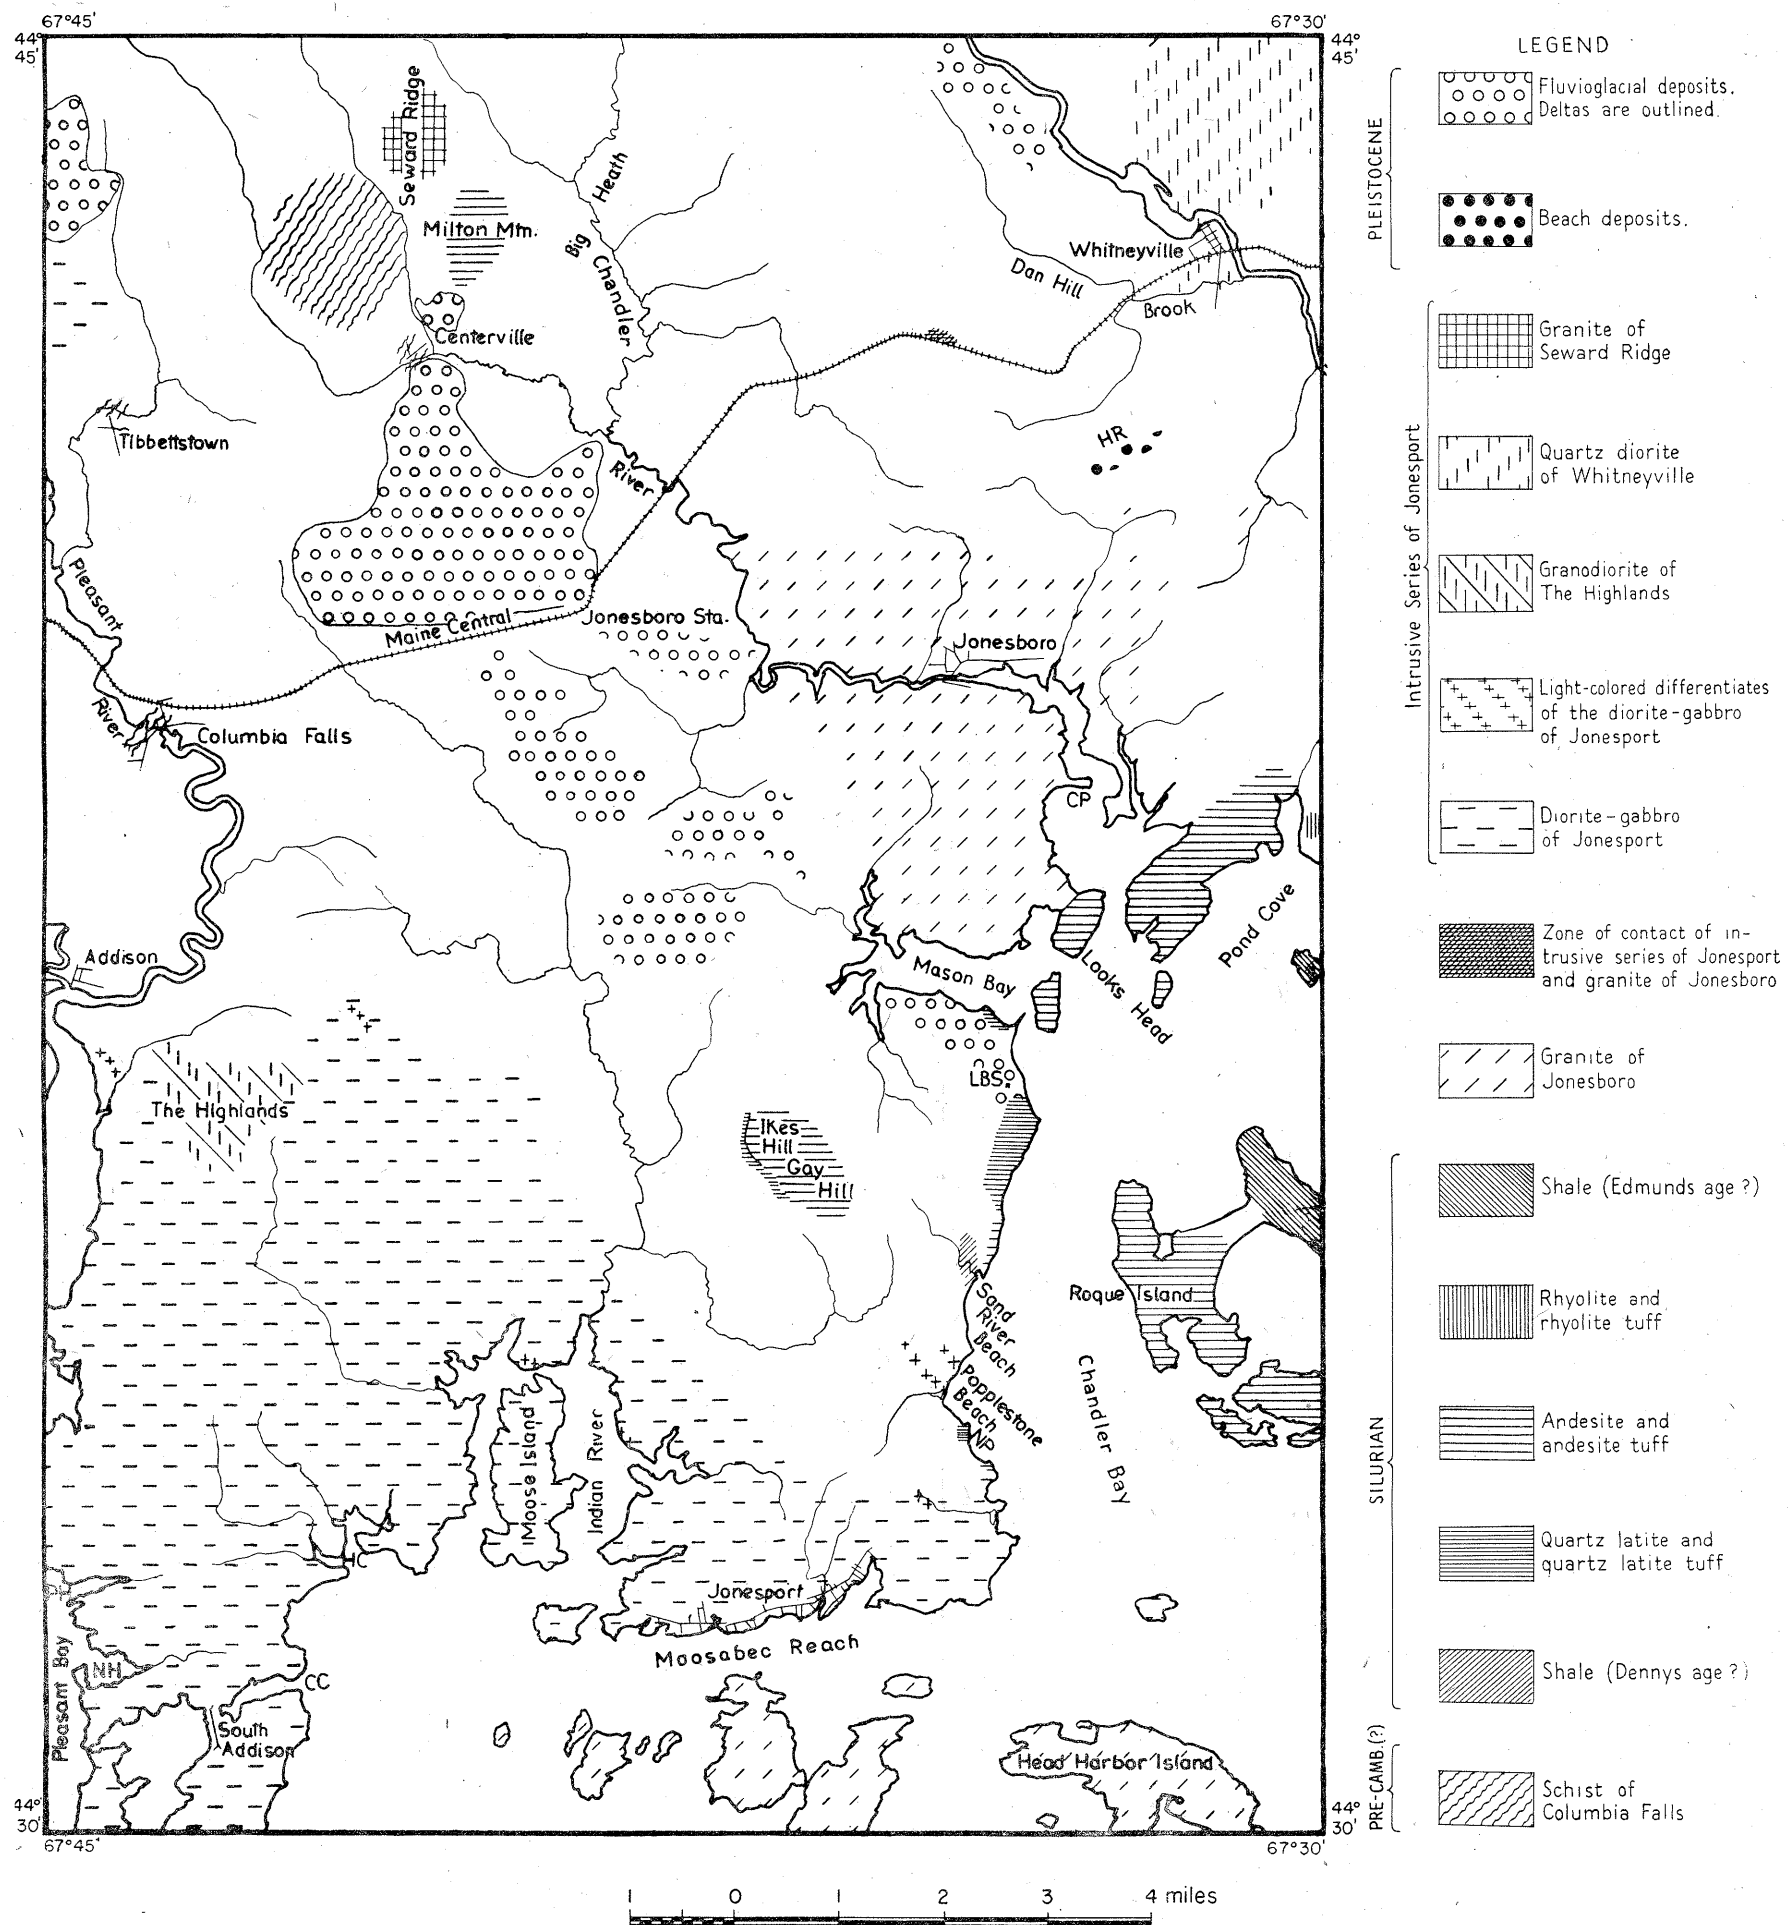 67°45'
67°30'
44°
45'
44°
45'
LEGEND
PLEISTOCENE
Fluvioglacial deposits.
Deltas are outlined.
Beach deposits.
Intrusive Series of Jonesport
Granite of
Seward Ridge
Quartz diorite
of Whitneyville
Granodiorite of
The Highlands
Light-colored differentiates
of the diorite-gabbro
of Jonesport
Diorite-gabbro
of Jonesport
Zone of contact of in-
trusive series of Jonesport
and granite of Jonesboro
Granite of
Jonesboro
SILURIAN
Shale (Edmunds age?)
Rhyolite and
rhyolite tuff
Andesite and
andesite tuff
Quartz latite and
quartz latite tuff
Shale (Dennys age?)
PRE-CAMB.(?)
Schist of
Columbia Falls
Seward Ridge
Heath
Milton Mtn.
Big Chandler
River
Whitneyville
Dan Hill
Brook
Centerville
Tibbettstown
HR
Pleasant
River
Maine Central
Jonesboro Sta.
Jonesboro
Columbia Falls
CP
Addison
Mason Bay
Looks Head
Pond Cove
LBS
The Highlands
Ikes
Hill
Gay
Hill
Roque Island
Sand
River
Beach
Popplestone
Beach
NP
Chandler Bay
Moose Island
Indian River
HC
Jonesport
Moosabec Reach
Pleasant Bay
NH
CC
South
Addison
Head Harbor Island
44°
30'
44°
30'
67°45'
67°30'
1 0 1 2 3 4 miles